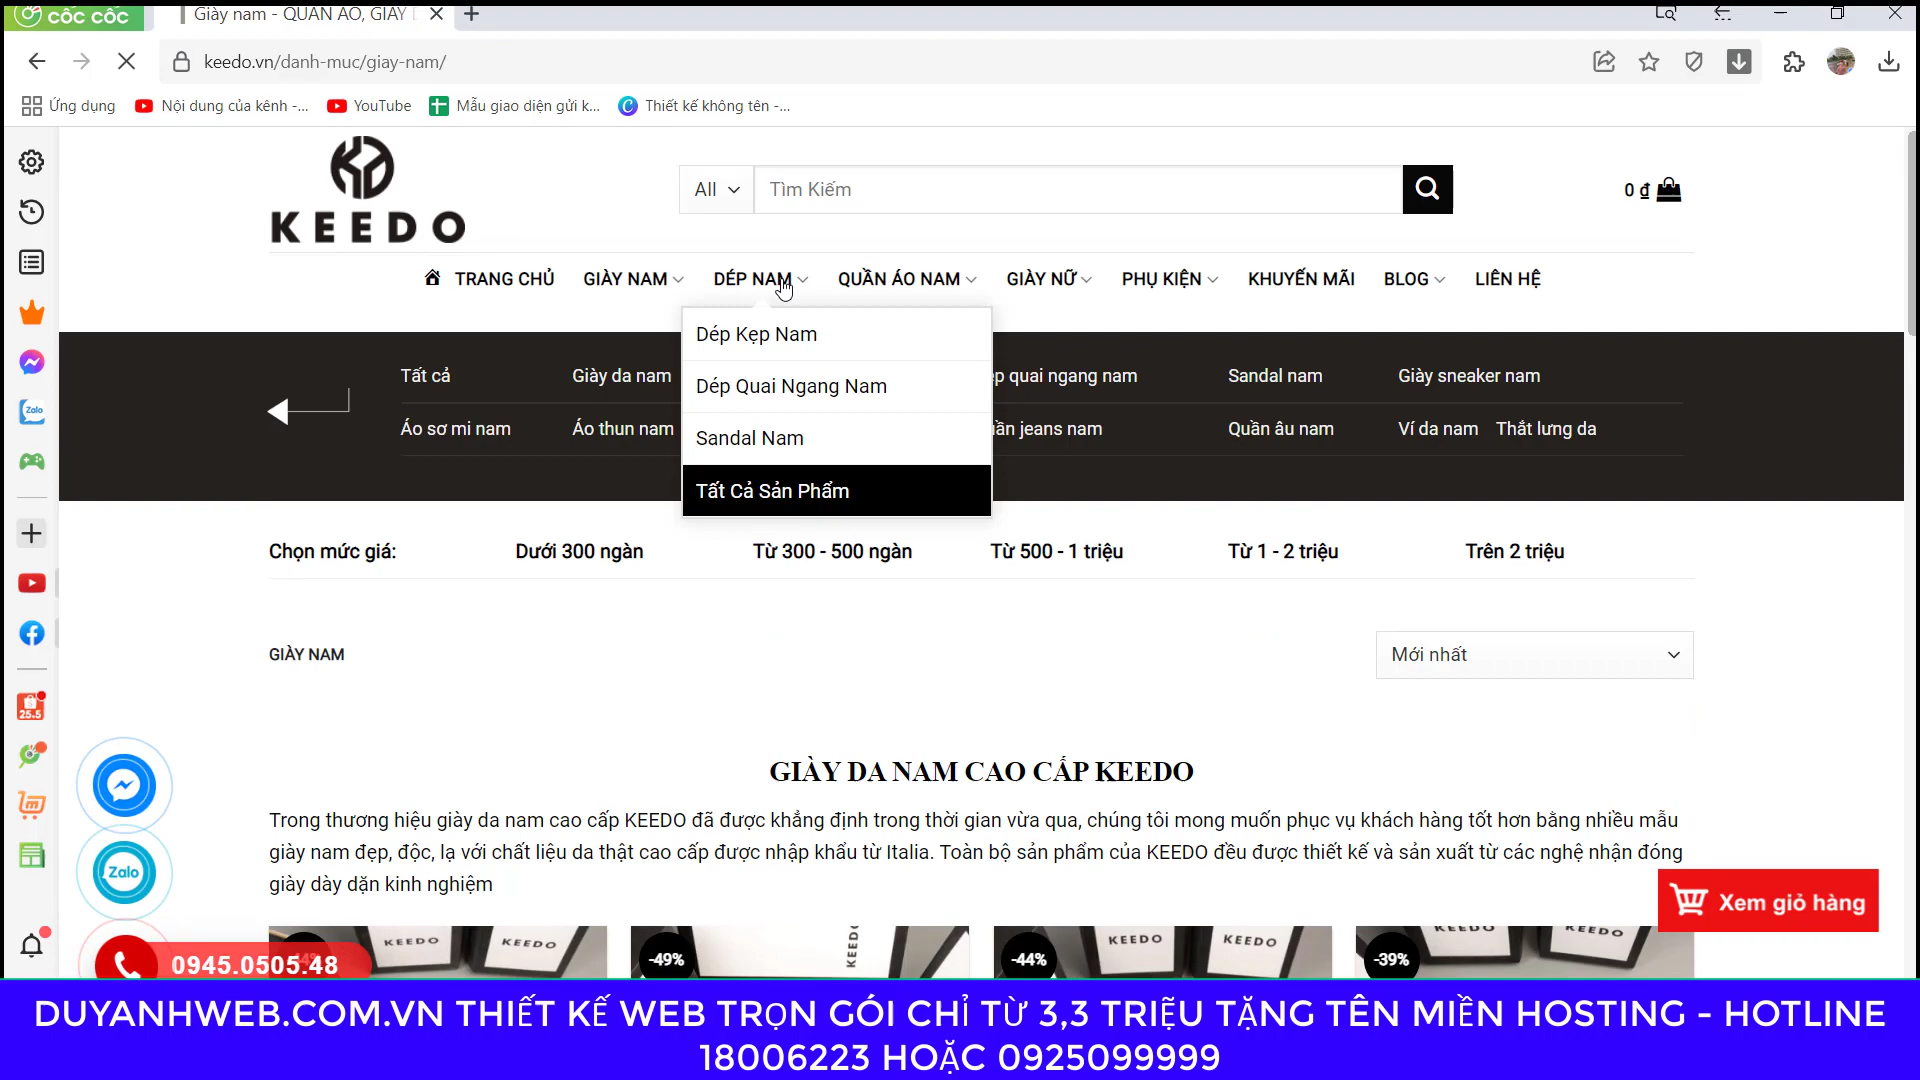 cốc cốc
Giày nam - QUẦN ÁO, GIÀY
keedo.vn/danh-muc/giay-nam/
Ứng dụng
Nội dung của kênh -...
YouTube
Mẫu giao diện gửi k...
Thiết kế không tên -...
KEEDO
All
Tìm Kiếm
0 ₫
TRANG CHỦ
GIÀY NAM
DÉP NAM
QUẦN ÁO NAM
GIÀY NỮ
PHỤ KIỆN
KHUYẾN MÃI
BLOG
LIÊN HỆ
Dép Kẹp Nam
Dép Quai Ngang Nam
Sandal Nam
Tất Cả Sản Phẩm
Tất cả
Giày da nam
ép quai ngang nam
Sandal nam
Giày sneaker nam
Áo sơ mi nam
Áo thun nam
ần jeans nam
Quần âu nam
Ví da nam
Thắt lưng da
Chọn mức giá:
Dưới 300 ngàn
Từ 300 - 500 ngàn
Từ 500 - 1 triệu
Từ 1 - 2 triệu
Trên 2 triệu
GIÀY NAM
Mới nhất
Zalo
25.5
GIÀY DA NAM CAO CẤP KEEDO
Trong thương hiệu giày da nam cao cấp KEEDO đã được khẳng định trong thời gian vừa qua, chúng tôi mong muốn phục vụ khách hàng tốt hơn bằng nhiều mẫu
giày nam đẹp, độc, lạ với chất liệu da thật cao cấp được nhập khẩu từ Italia. Toàn bộ sản phẩm của KEEDO đều được thiết kế và sản xuất từ các nghệ nhận đóng
giày dày dặn kinh nghiệm
Zalo
Xem giỏ hàng
KEEDO
KEEDO
-49%
KEEDO
-44%
KEEDO
KEEDO
-39%
KEEDO
KEEDO
0945.0505.48
DUYANHWEB.COM.VN THIẾT KẾ WEB TRỌN GÓI CHỈ TỪ 3,3 TRIỆU TẶNG TÊN MIỀN HOSTING - HOTLINE
18006223 HOẶC 0925099999